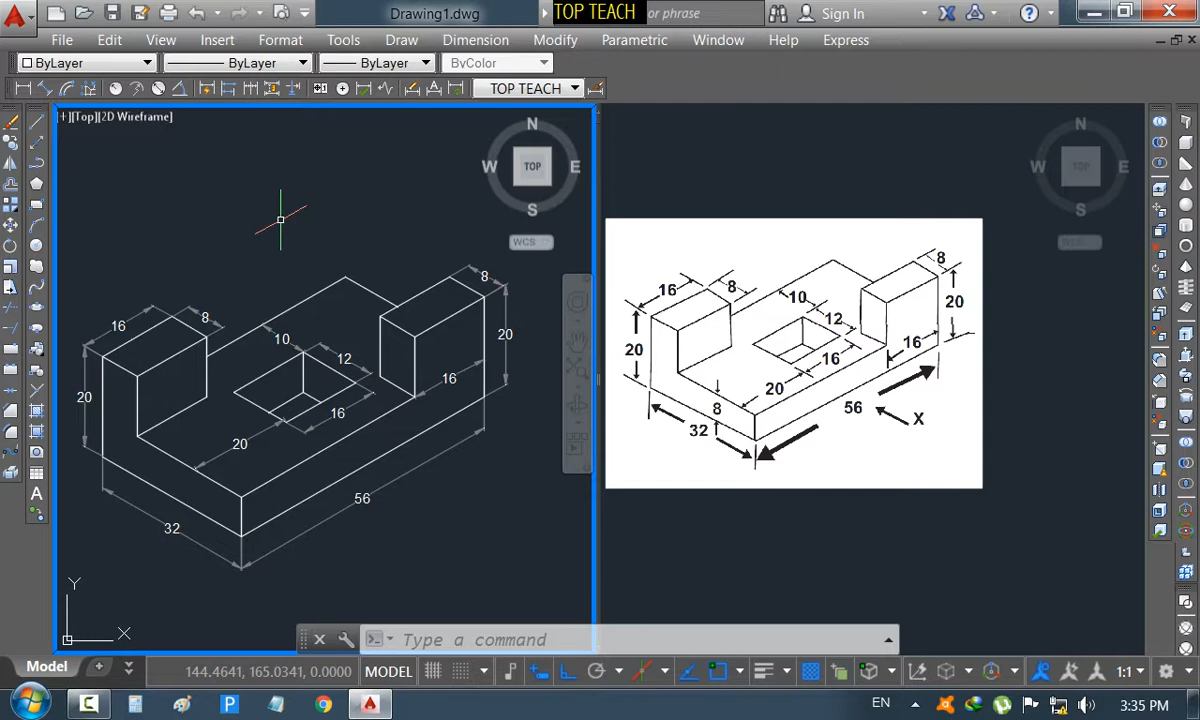 Drawing1.dwg
TOP TEACH
or phrase
Sign In
File Edit View Insert Format Tools Draw Dimension Modify Parametric Window Help Express
ByLayer ByLayer ByLayer ByColor
TOP TEACH
[+][Top][2D Wireframe]
N
W TOP E
S
WCS
N
W TOP E
S
16
8
8
20
20
10
12
16
16
20
56
32
8
16
8
10
20
12
20
16
16
20
8
56
X
32
Y
X
Type a command
Model
144.4641, 165.0341, 0.0000 MODEL
1:1
EN
3:35 PM